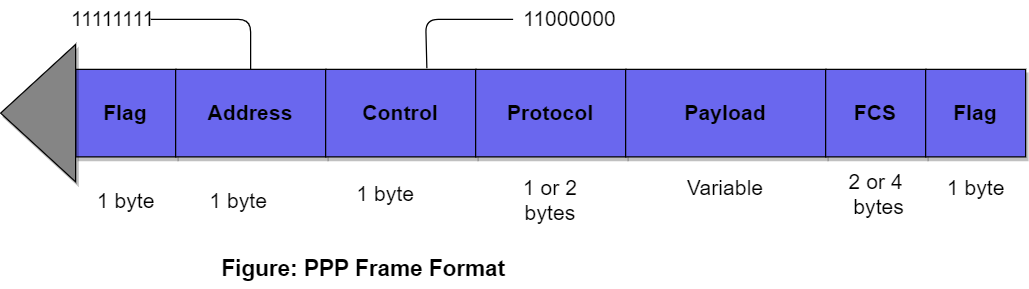 11111111
11000000
Flag
Address
Control
Protocol
Payload
FCS
Flag
1 byte
1 byte
1 byte
1 or 2
bytes
Variable
2 or 4
bytes
1 byte
Figure: PPP Frame Format